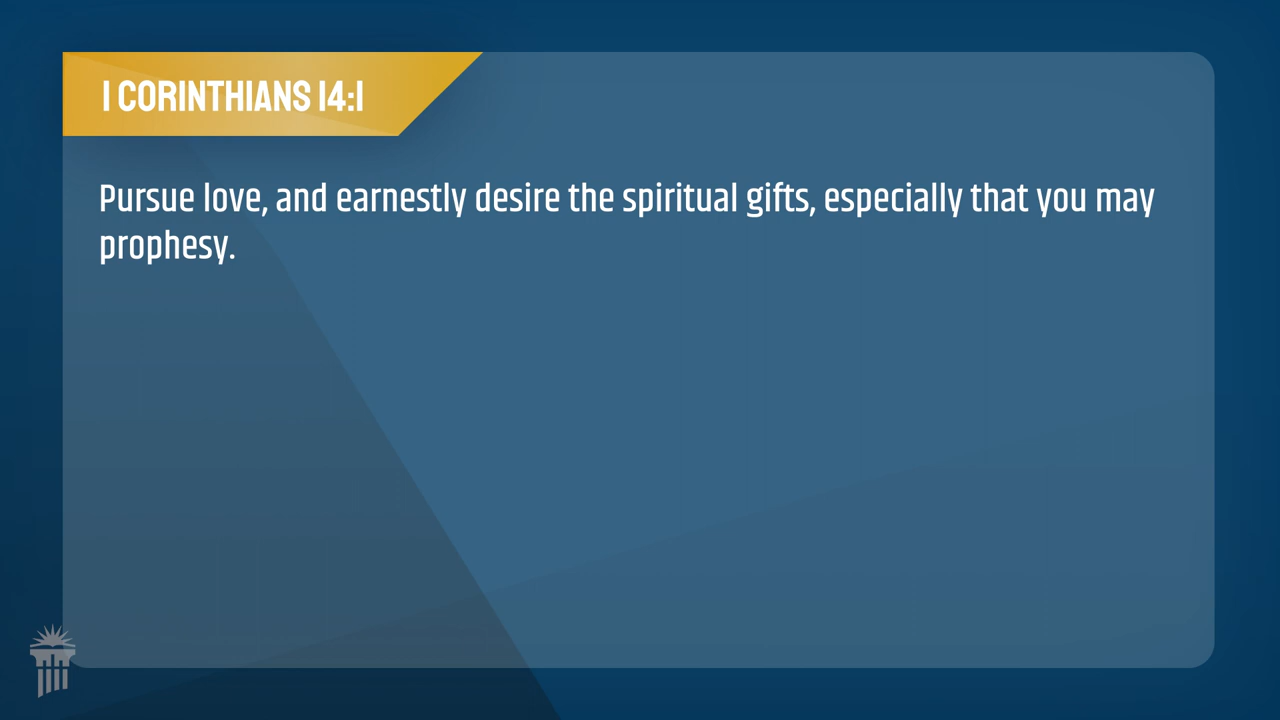 1 CORINTHIANS 14:1
Pursue love, and earnestly desire the spiritual gifts, especially that you may
prophesy.